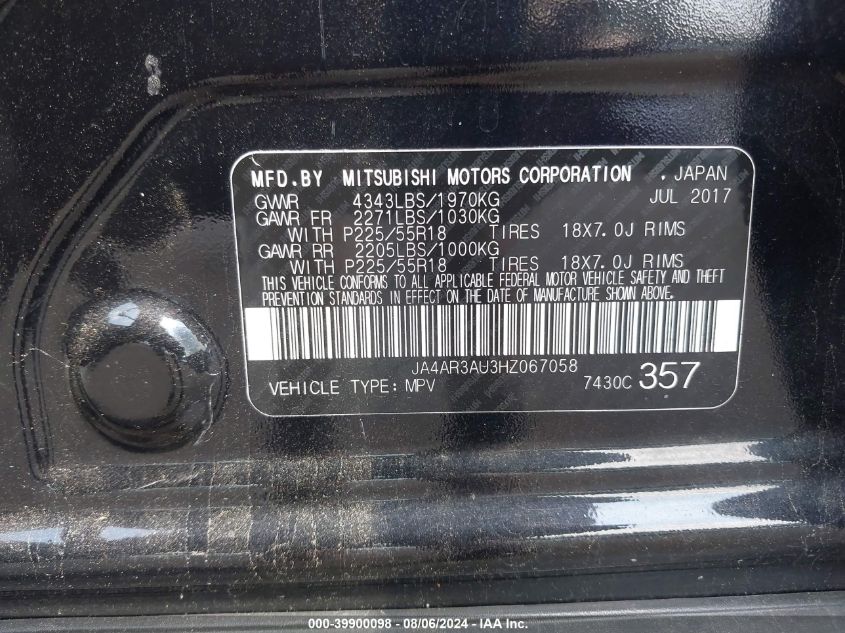 MFD.BY MITSUBISHI MOTORS CORPORATION , JAPAN
GVWR 4343LBS/1970KG JUL 2017
GAWR FR 2271LBS/1030KG
WITH P225/55R18 TIRES 18X7.0J RIMS
GAWR RR 2205LBS/1000KG
WITH P225/55R18 TIRES 18X7.0J RIMS
THIS VEHICLE CONFORMS TO ALL APPLICABLE FEDERAL MOTOR VEHICLE SAFETY AND THEFT
PREVENTION STANDARDS IN EFFECT ON THE DATE OF MANUFACTURE SHOWN ABOVE.
JA4AR3AU3HZ067058
VEHICLE TYPE: MPV 7430C 357
000-39900098 - 08/06/2024 - IAAI, Inc.